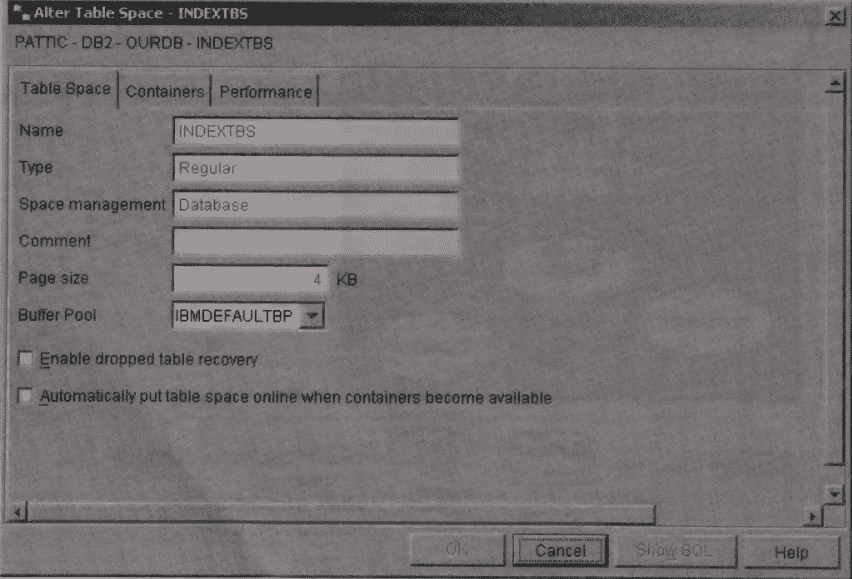 Alter Table Space - INDEXTBS
PATTIC - DB2 - OURDB - INDEXTBS
Table Space Containers Performance
Name INDEXTBS
Type Regular
Space management Database
Comment
Page size 4 KB
Buffer Pool IBMDEFAULTBP
Enable dropped table recovery
Automatically put table space online when containers become available
OK Cancel Show SQL Help